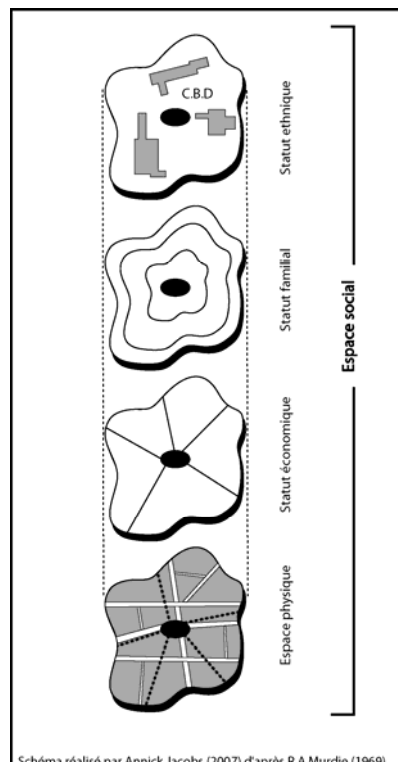 C.B.D
Statut ethnique
Statut familial
Statut économique
Espace physique
Espace social
Schéma réalisé par Annick Jacobs (2007) d'après R.A.Murdie (1969)